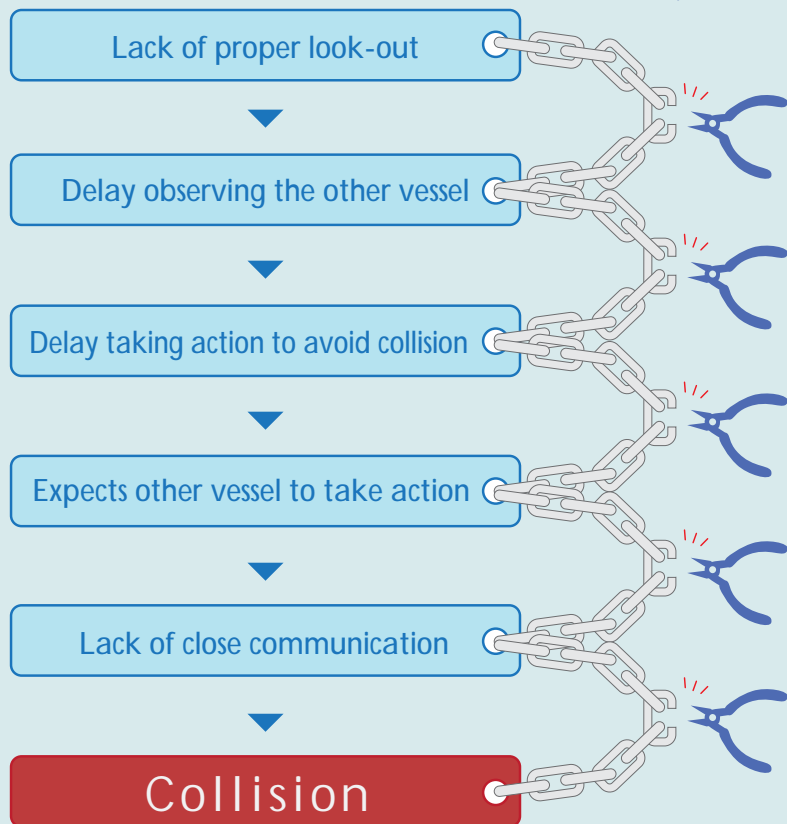 Lack of proper look-out
Delay observing the other vessel
Delay taking action to avoid collision
Expects other vessel to take action
Lack of close communication
Collision